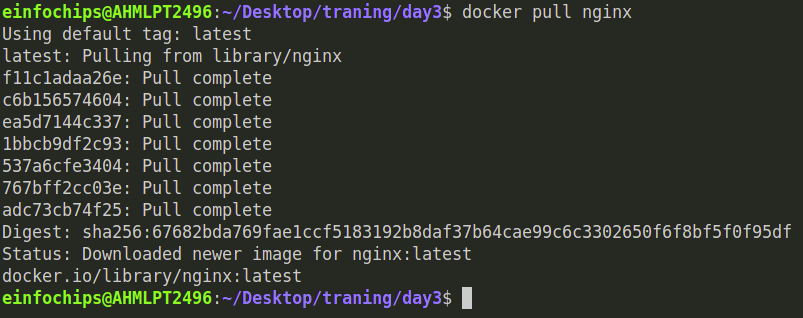 einfochips@AHMLPT2496:~/Desktop/traning/day3$ docker pull nginx
Using default tag: latest
latest: Pulling from library/nginx
f11c1adaa26e: Pull complete
c6b156574604: Pull complete
ea5d7144c337: Pull complete
1bbcb9df2c93: Pull complete
537a6cfe3404: Pull complete
767bff2cc03e: Pull complete
adc73cb74f25: Pull complete
Digest: sha256:67682bda769fae1ccf5183192b8daf37b64cae99c6c3302650f6f8bf5f0f95df
Status: Downloaded newer image for nginx:latest
docker.io/library/nginx:latest
einfochips@AHMLPT2496:~/Desktop/traning/day3$